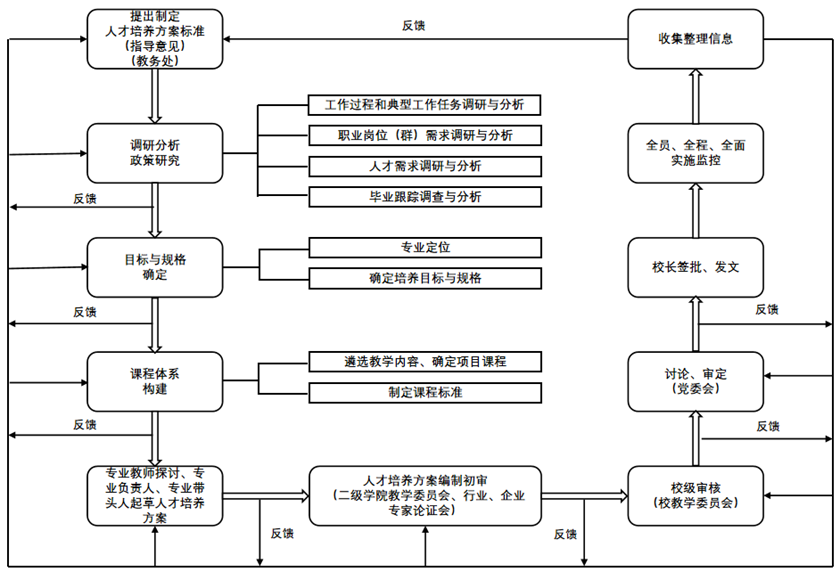 提出制定
人才培养方案标准
(指导意见)
(教务处)
反馈
收集整理信息
工作过程和典型工作任务调研与分析
职业岗位（群）需求调研与分析
人才需求调研与分析
毕业跟踪调查与分析
调研分析
政策研究
全员、全程、全面
实施监控
反馈
目标与规格
确定
专业定位
确定培养目标与规格
校长签批、发文
反馈
反馈
课程体系
构建
遴选教学内容、确定项目课程
制定课程标准
讨论、审定
(党委会)
反馈
反馈
专业教师探讨、专
业负责人、专业带
头人起草人才培养
方案
人才培养方案编制初审
(二级学院教学委员会、行业、企业
专家论证会)
校级审核
(校教学委员会)
反馈
反馈